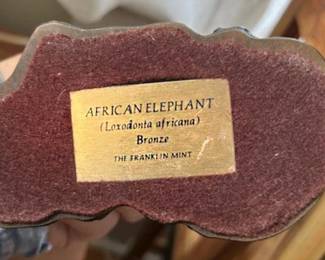 AFRICAN ELEPHANT
(Loxodonta africana)
Bronze
THE FRANKLIN MINT